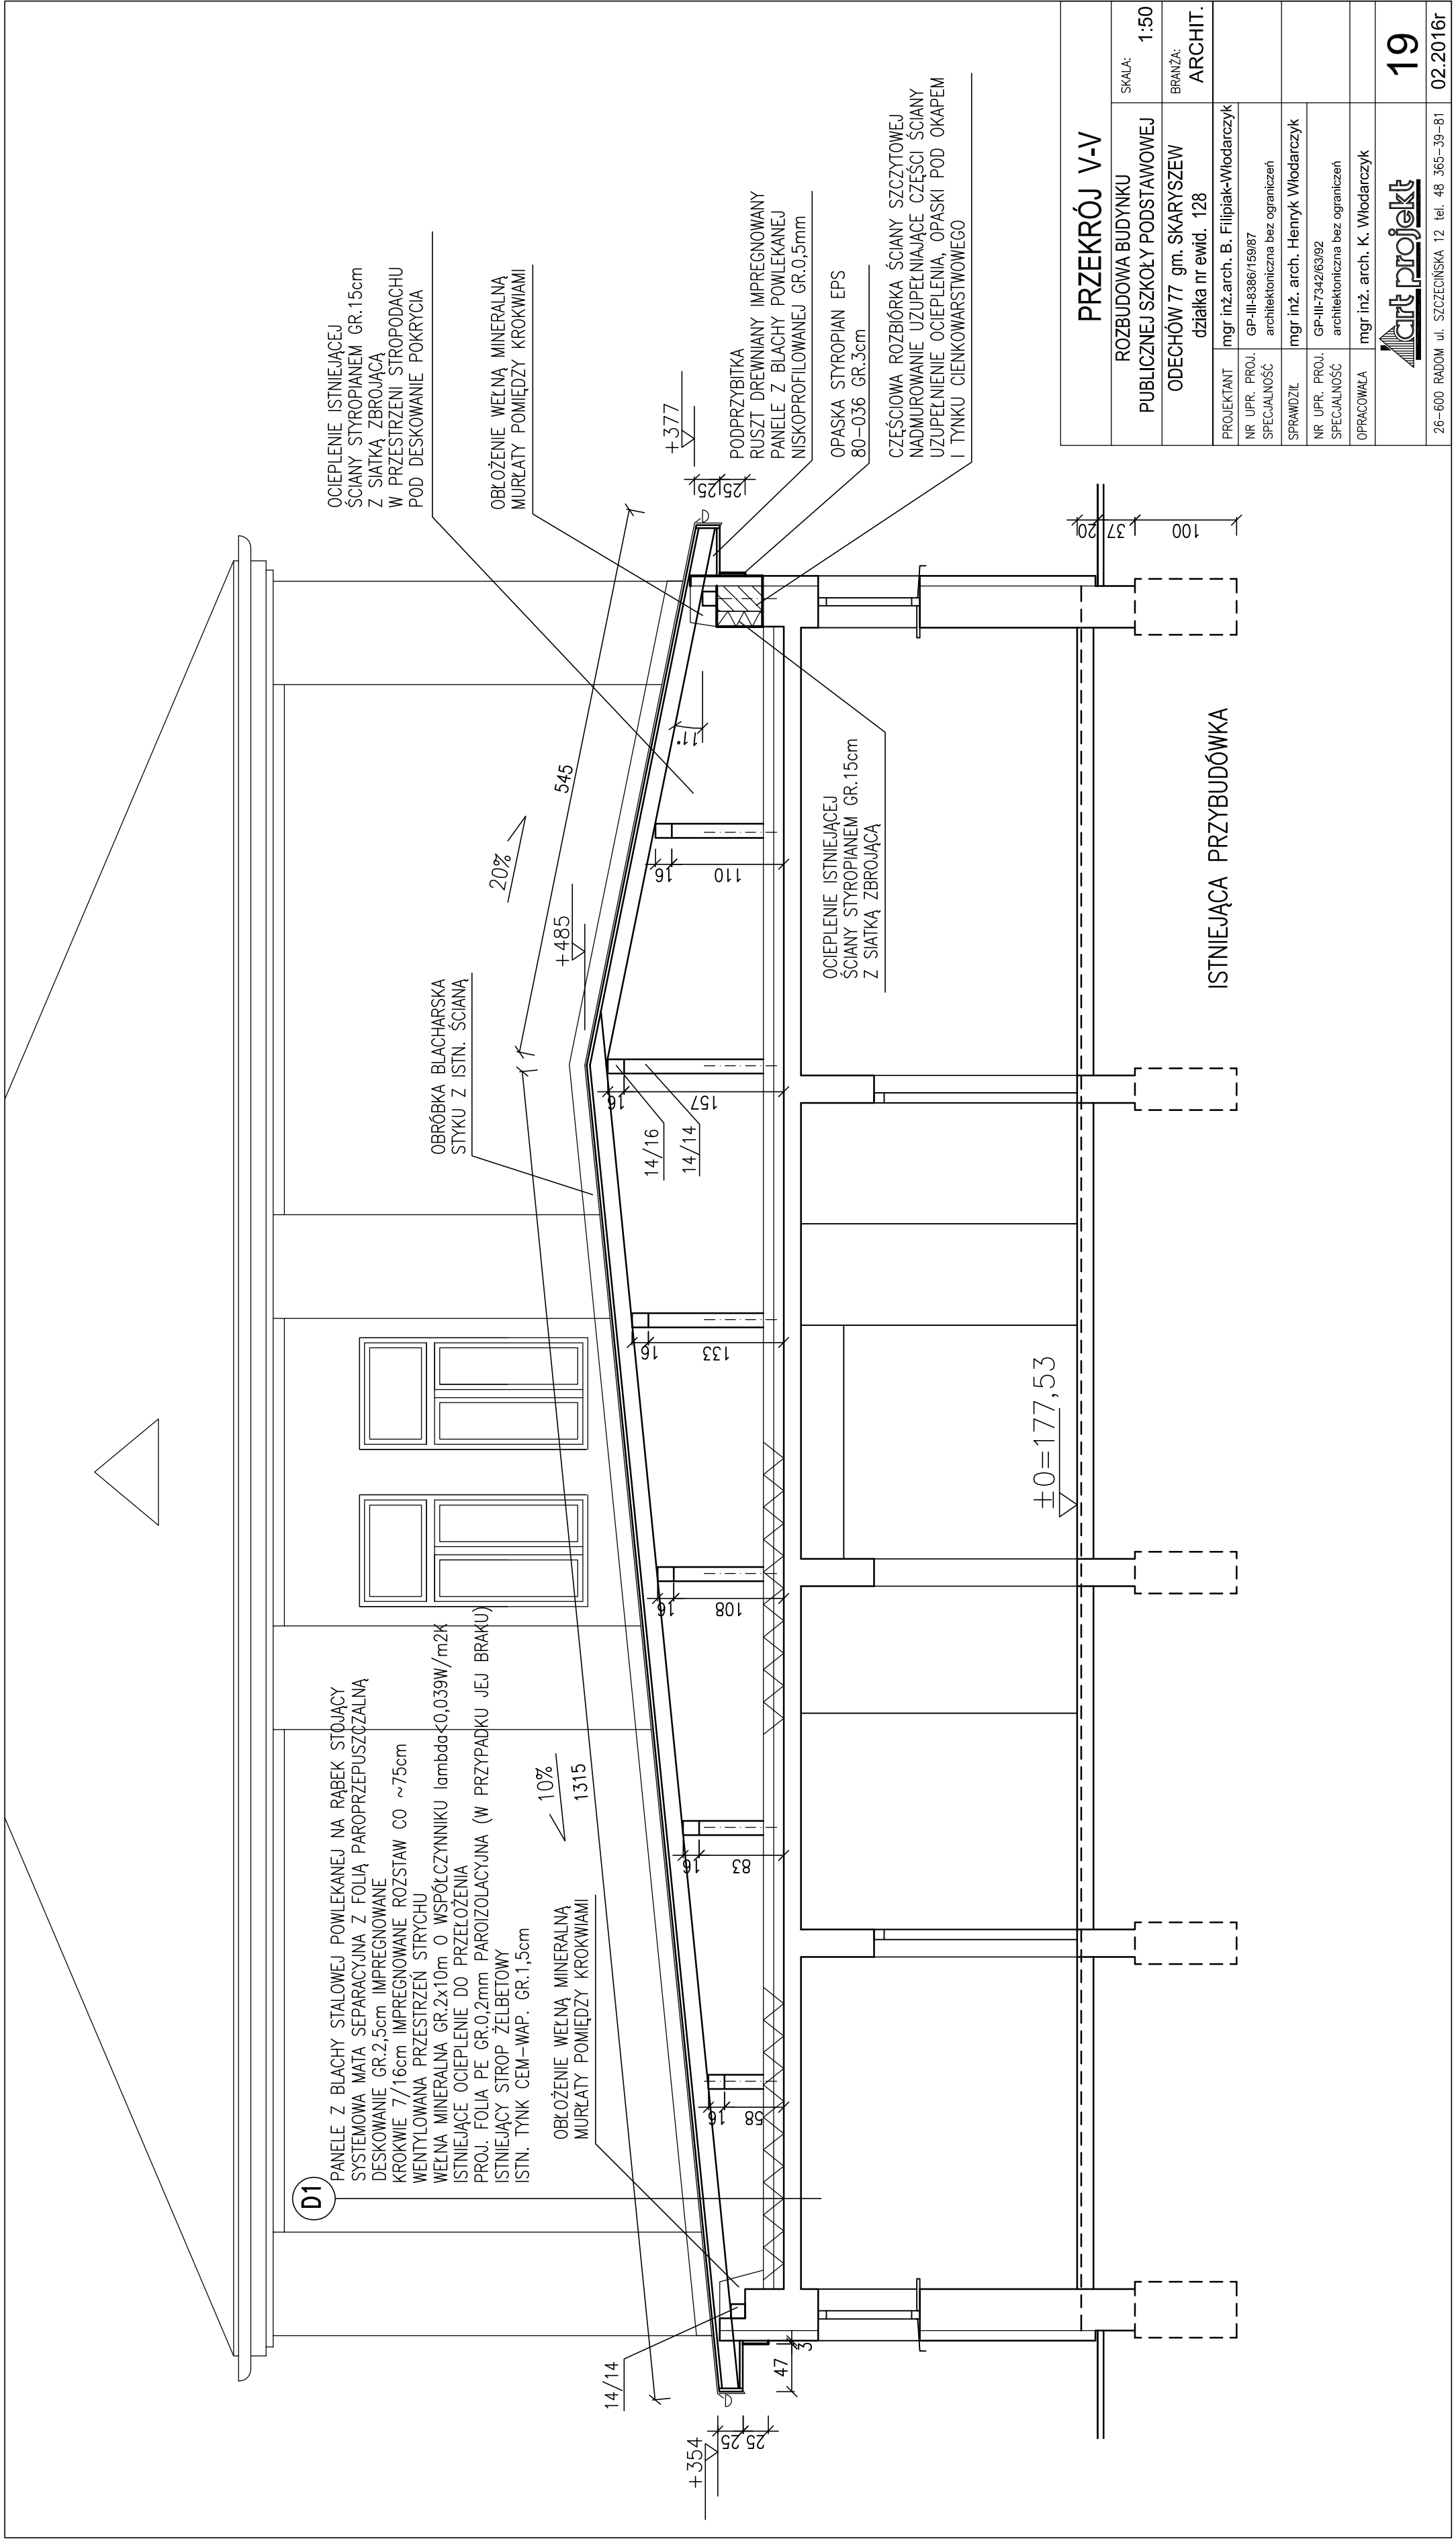 D1
PANELE Z BLACHY STALOWEJ POWLEKANEJ NA RĄBEK STOJĄCY
SYSTEMOWA MATA SEPARACYJNA Z FOLIĄ PAROPRZEPUSZCZALNĄ
DESKOWANIE GR.2,5cm IMPREGNOWANE
KROKWIE 7/16cm IMPREGNOWANE ROZSTAW CO ~75cm
WENTYLOWANA PRZESTRZEŃ STRYCHU
WEŁNA MINERALNA GR.2x10m O WSPÓŁCZYNNIKU lambda<0,039W/m2K
ISTNIEJĄCE OCIEPLENIE DO PRZEŁOŻENIA
PROJ. FOLIA PE GR.0,2mm PAROIZOLACYJNA (W PRZYPADKU JEJ BRAKU)
ISTNIEJĄCY STROP ŻELBETOWY
ISTN. TYNK CEM-WAP. GR.1,5cm
OBŁOŻENIE WEŁNĄ MINERALNĄ
MURŁATY POMIĘDZY KROKWIAMI
10%
1315
14/14
+354
25
25
47
3
16
58
16
83
16
108
16
133
16
157
16
110
14/16
14/14
OBRÓBKA BLACHARSKA
STYKU Z ISTN. ŚCIANĄ
+485
20%
545
11°
OCIEPLENIE ISTNIEJĄCEJ
ŚCIANY STYROPIANEM GR.15cm
Z SIATKĄ ZBROJĄCĄ
W PRZESTRZENI STROPODACHU
POD DESKOWANIE POKRYCIA
OBŁOŻENIE WEŁNĄ MINERALNĄ
MURŁATY POMIĘDZY KROKWIAMI
+377
25
25
PODPRZYBITKA
RUSZT DREWNIANY IMPREGNOWANY
PANELE Z BLACHY POWLEKANEJ
NISKOPROFILOWANEJ GR.0,5mm
OPASKA STYROPIAN EPS
80-036 GR.3cm
CZĘŚCIOWA ROZBIÓRKA ŚCIANY SZCZYTOWEJ
NADMUROWANIE UZUPEŁNIAJĄCE CZĘŚCI ŚCIANY
UZUPEŁNIENIE OCIEPLENIA, OPASKI POD OKAPEM
I TYNKU CIENKOWARSTWOWEGO
OCIEPLENIE ISTNIEJĄCEJ
ŚCIANY STYROPIANEM GR.15cm
Z SIATKĄ ZBROJĄCĄ
±0=177,53
20
37
100
ISTNIEJĄCA PRZYBUDÓWKA
PRZEKRÓJ V-V
ROZBUDOWA BUDYNKU
PUBLICZNEJ SZKOŁY PODSTAWOWEJ
SKALA:
1:50
ODECHÓW 77 gm. SKARYSZEW
działka nr ewid. 128
BRANŻA:
ARCHIT.
PROJEKTANT mgr inż.arch. B. Filipiak-Włodarczyk
NR UPR. PROJ. GP-III-8386/159/87
SPECJALNOŚĆ architektoniczna bez ograniczeń
SPRAWDZIŁ mgr inż. arch. Henryk Włodarczyk
NR UPR. PROJ. GP-III-7342/63/92
SPECJALNOŚĆ architektoniczna bez ograniczeń
OPRACOWAŁA mgr inż. arch. K. Włodarczyk
art projekt
19
26-600 RADOM ul. SZCZECIŃSKA 12 tel. 48 365-39-81
02.2016r